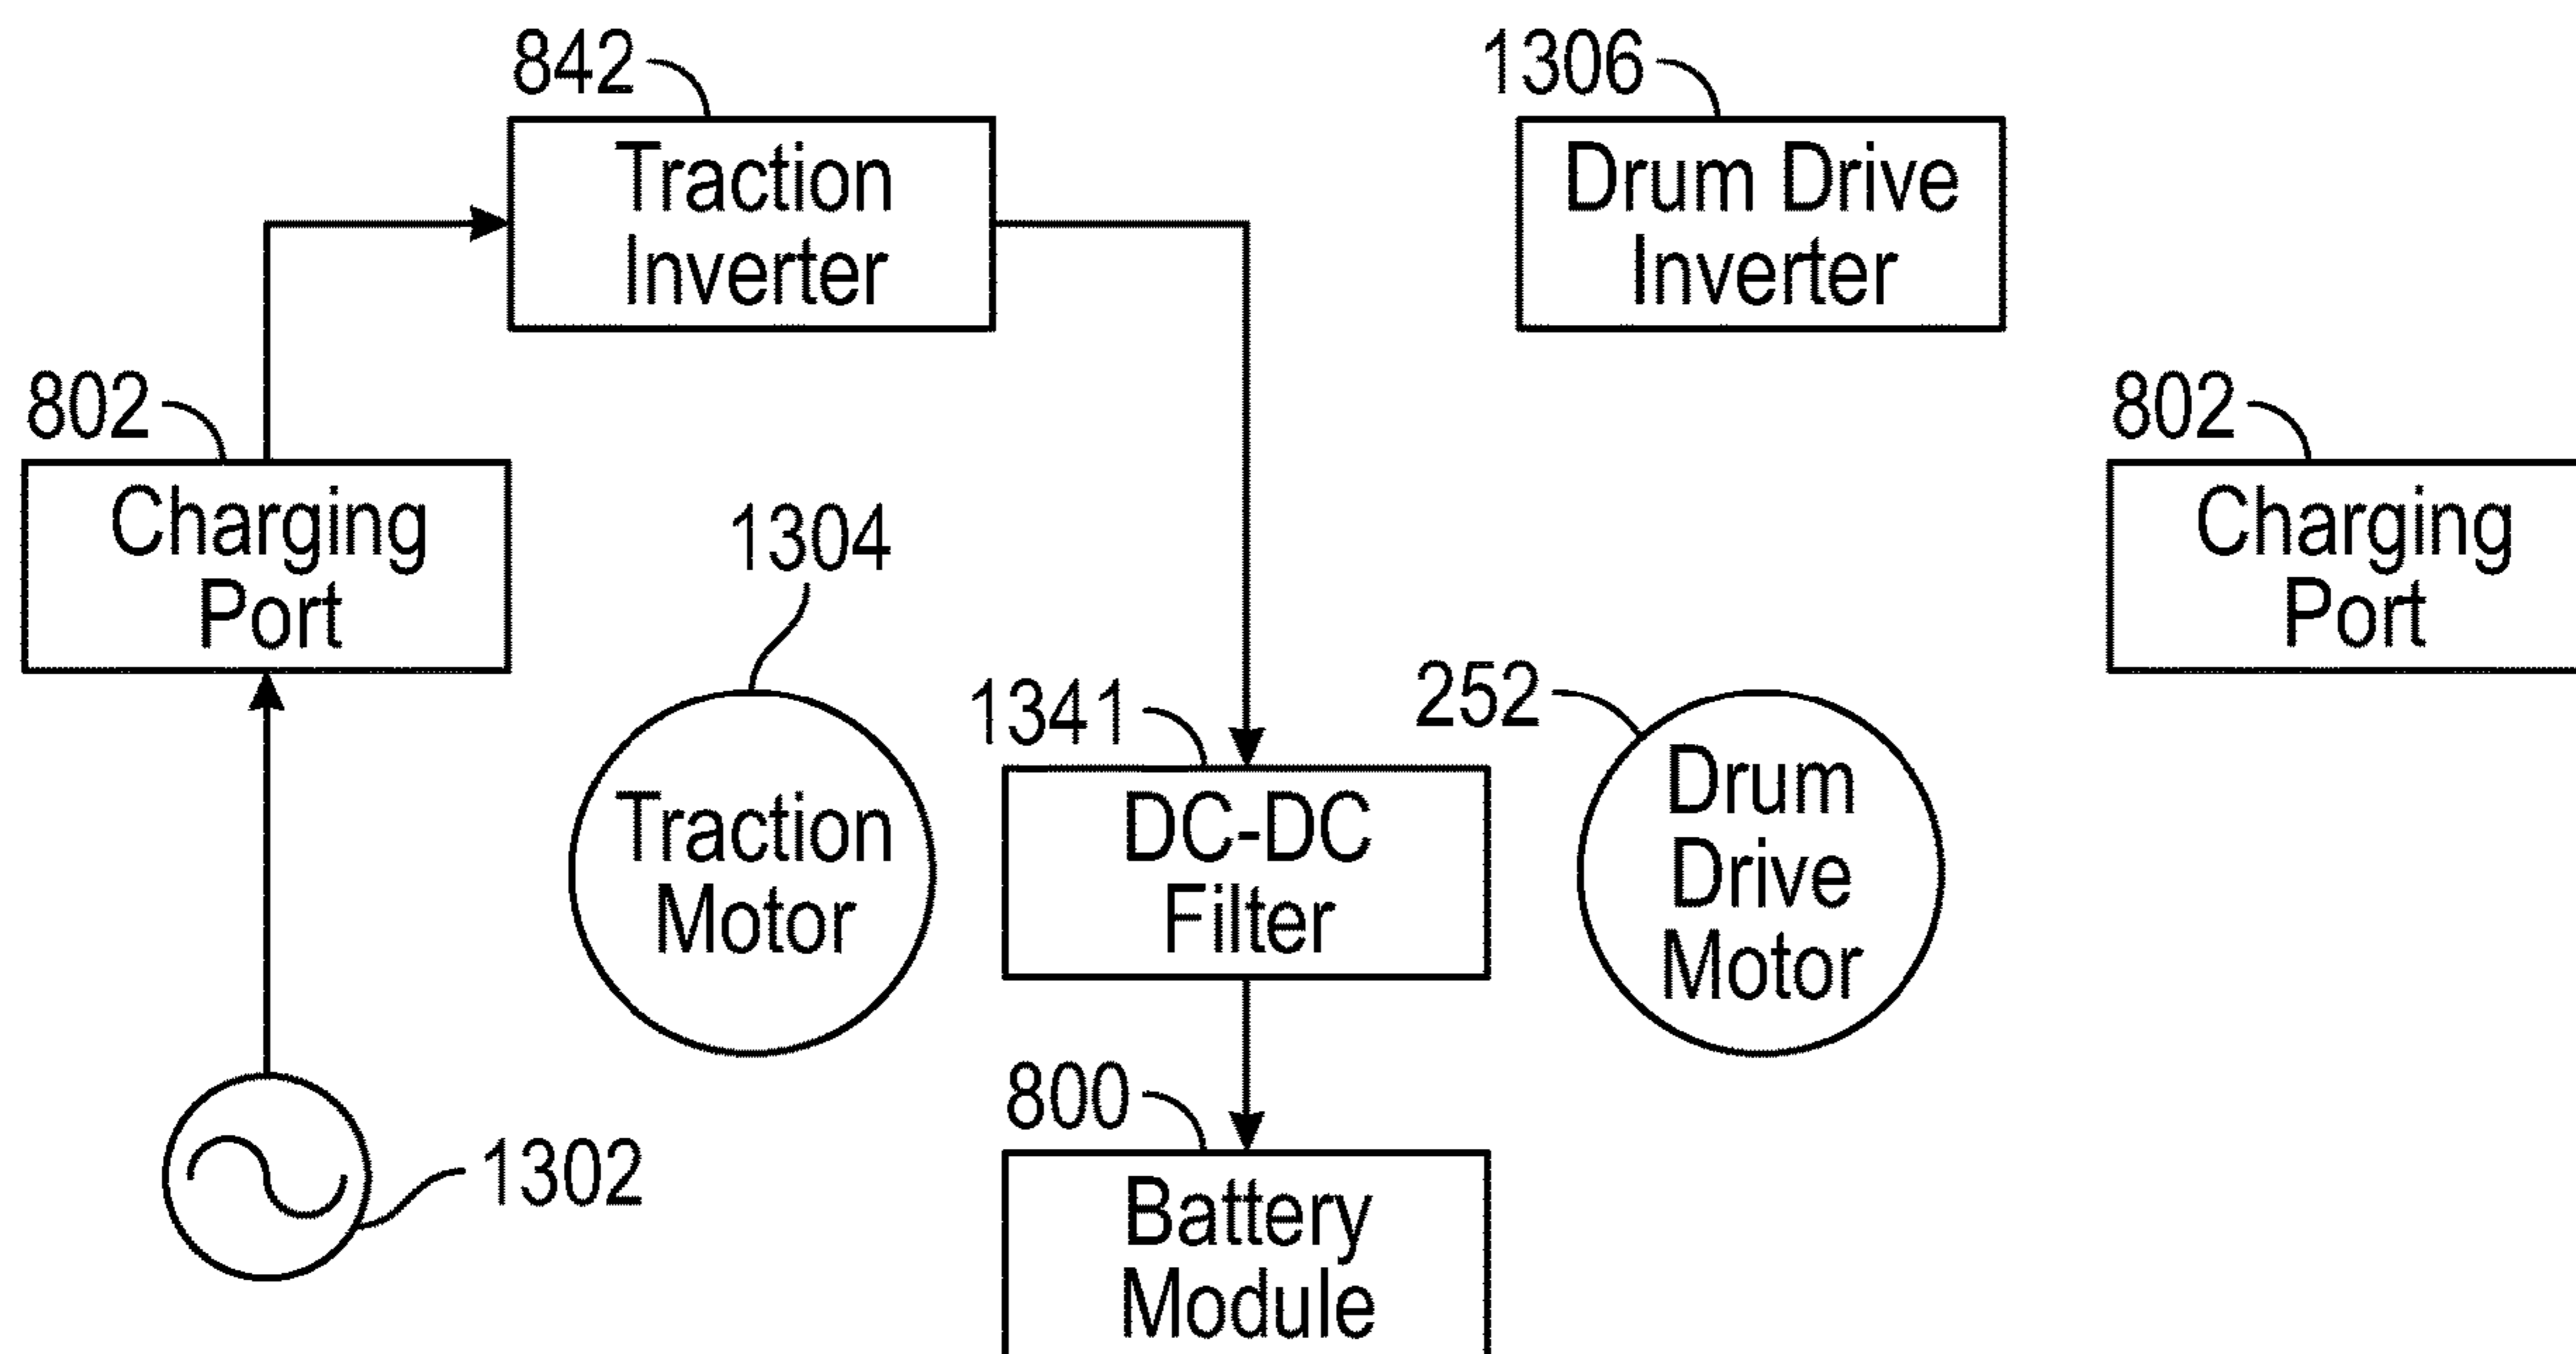 842
1306
Traction
Inverter
Drum Drive
Inverter
802
802
Charging
Port
Charging
Port
1304
1341
252
Traction
Motor
DC-DC
Filter
Drum
Drive
Motor
800
1302
Battery
Module